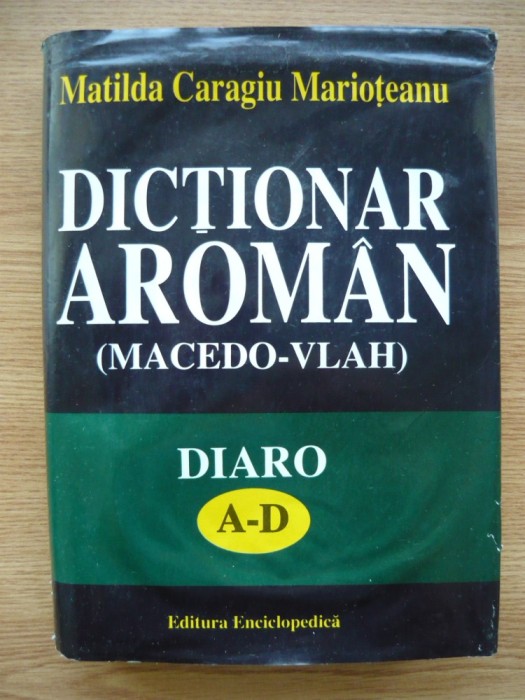 Matilda Caragiu Marioțeanu
DICȚIONAR
AROMÂN
(MACEDO-VLAH)
DIARO
A-D
Editura Enciclopedică